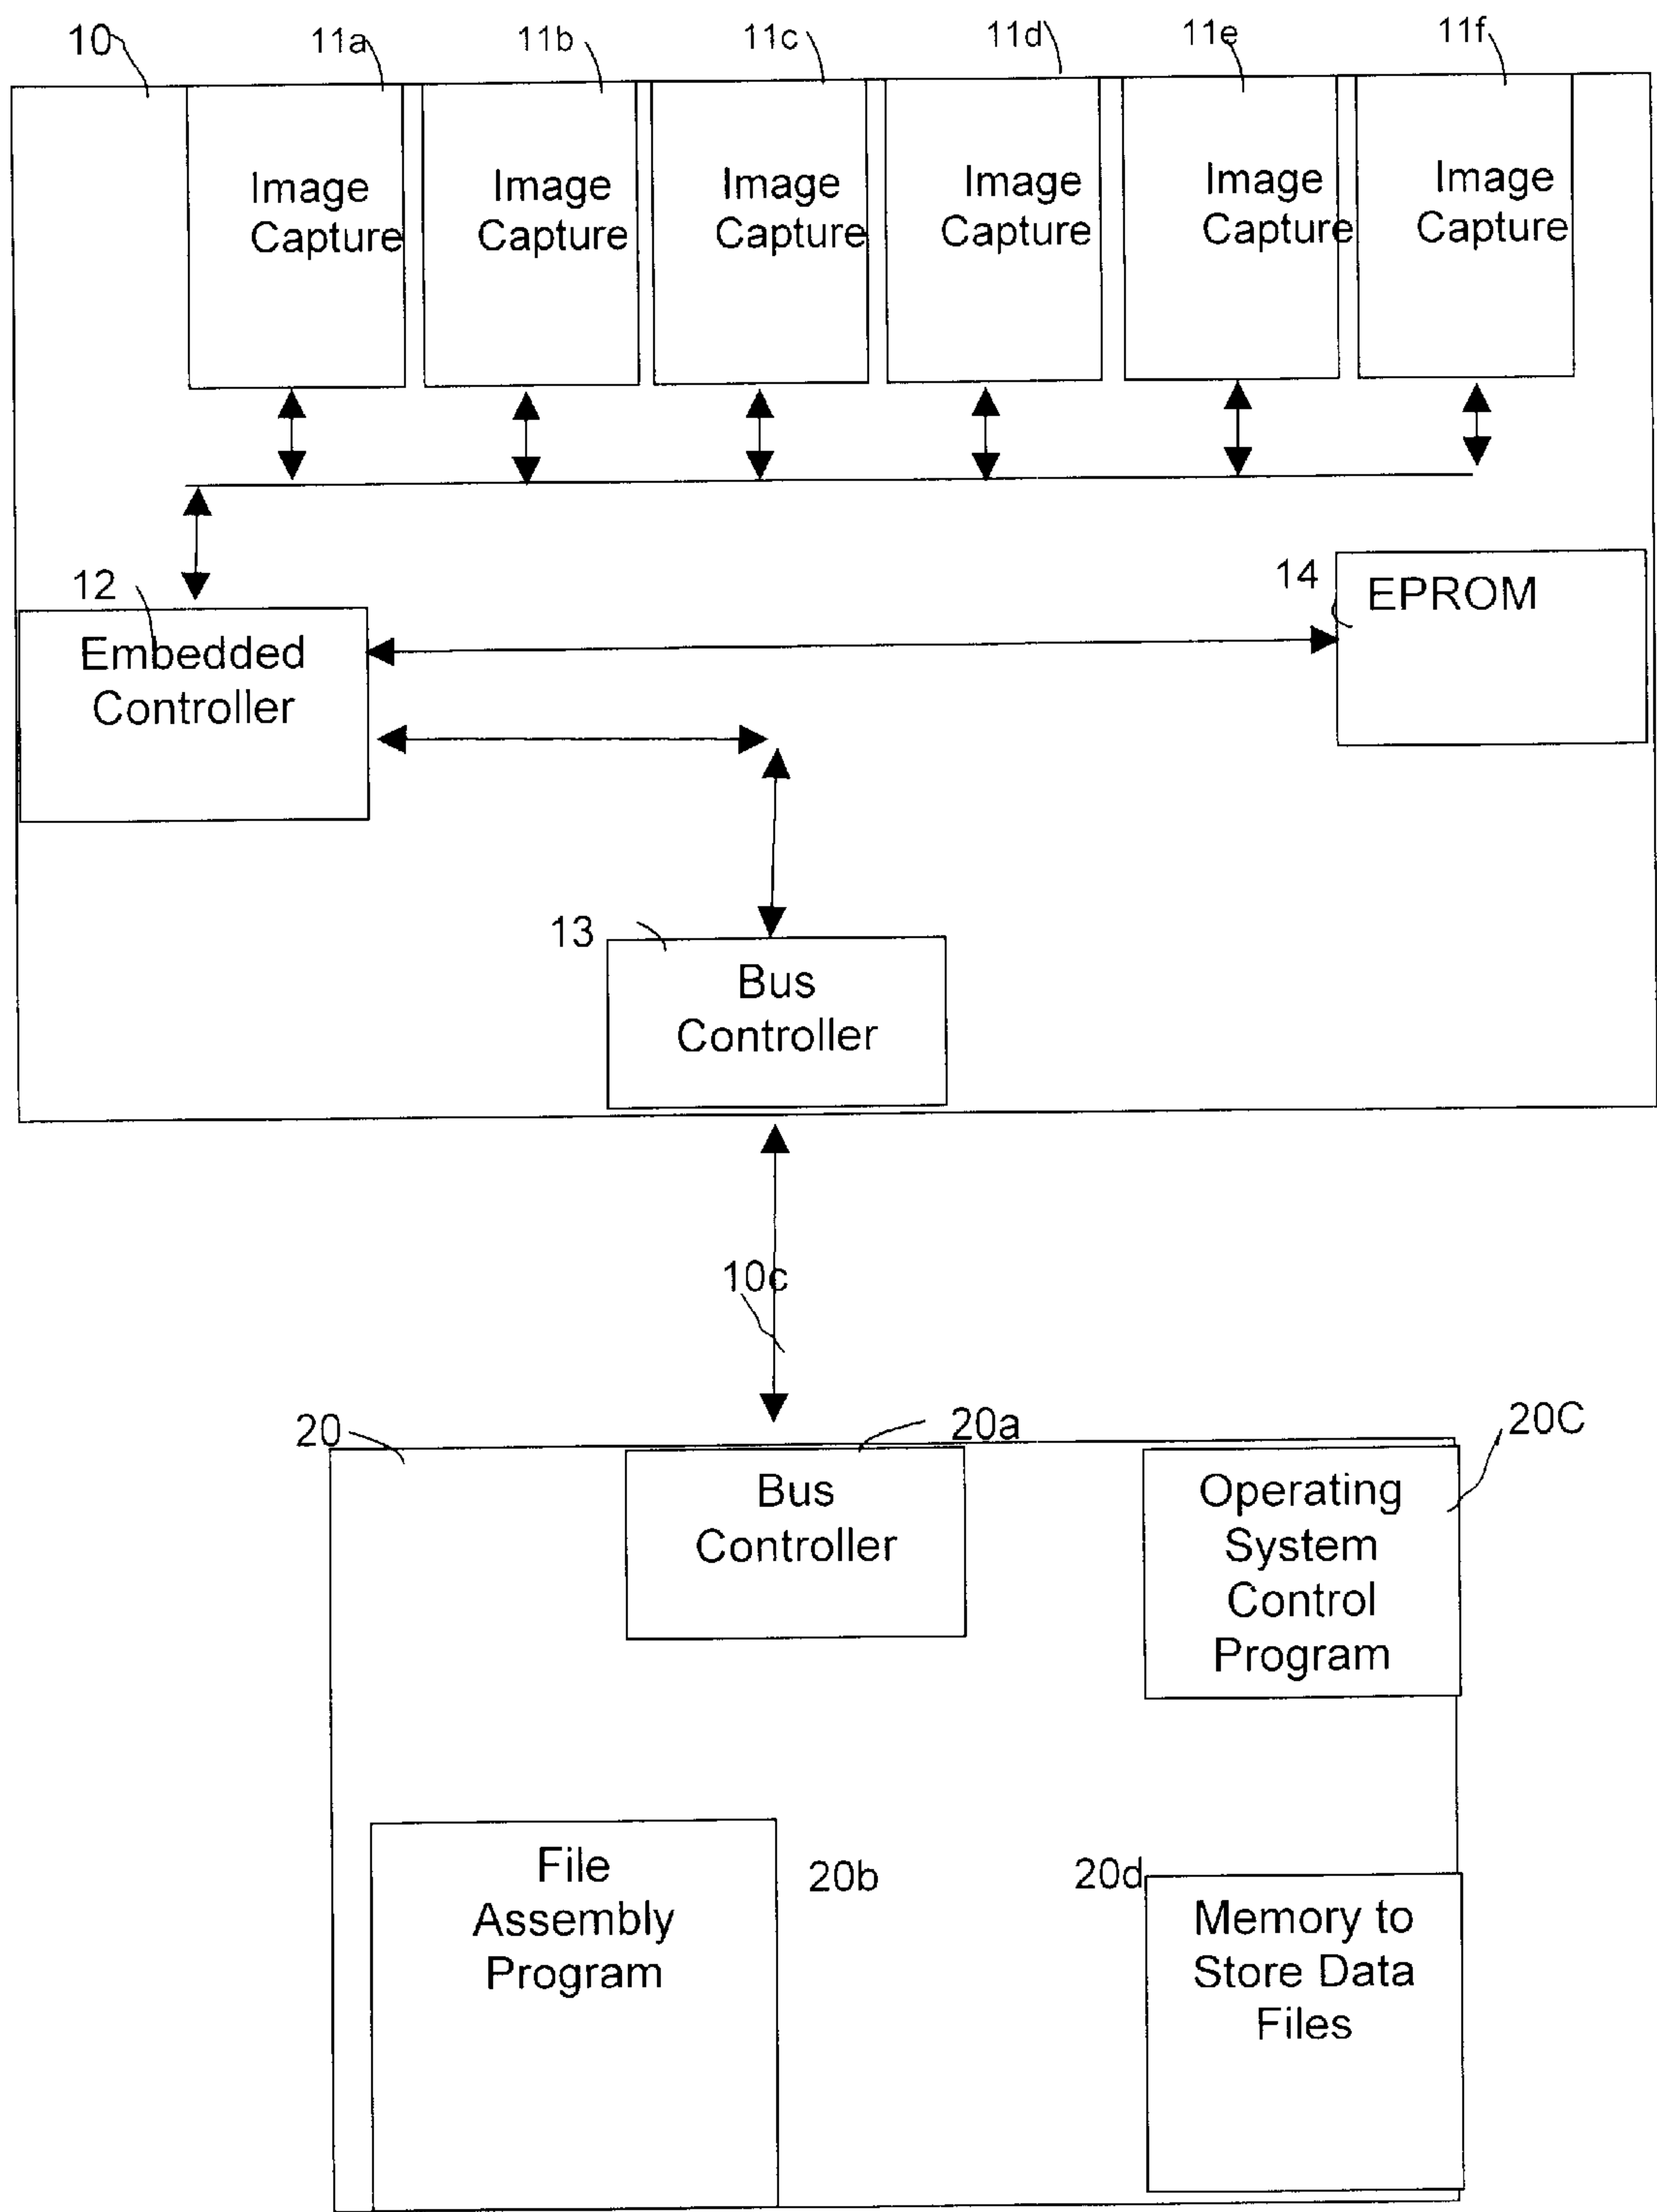 10
11a
11b
11c
11d
11e
11f
Image
Capture
Image
Capture
Image
Capture
Image
Capture
Image
Capture
Image
Capture
12
Embedded
Controller
14
EPROM
13
Bus
Controller
10c
20
20a
20C
Bus
Controller
Operating
System
Control
Program
File
Assembly
Program
20b
20d
Memory to
Store Data
Files